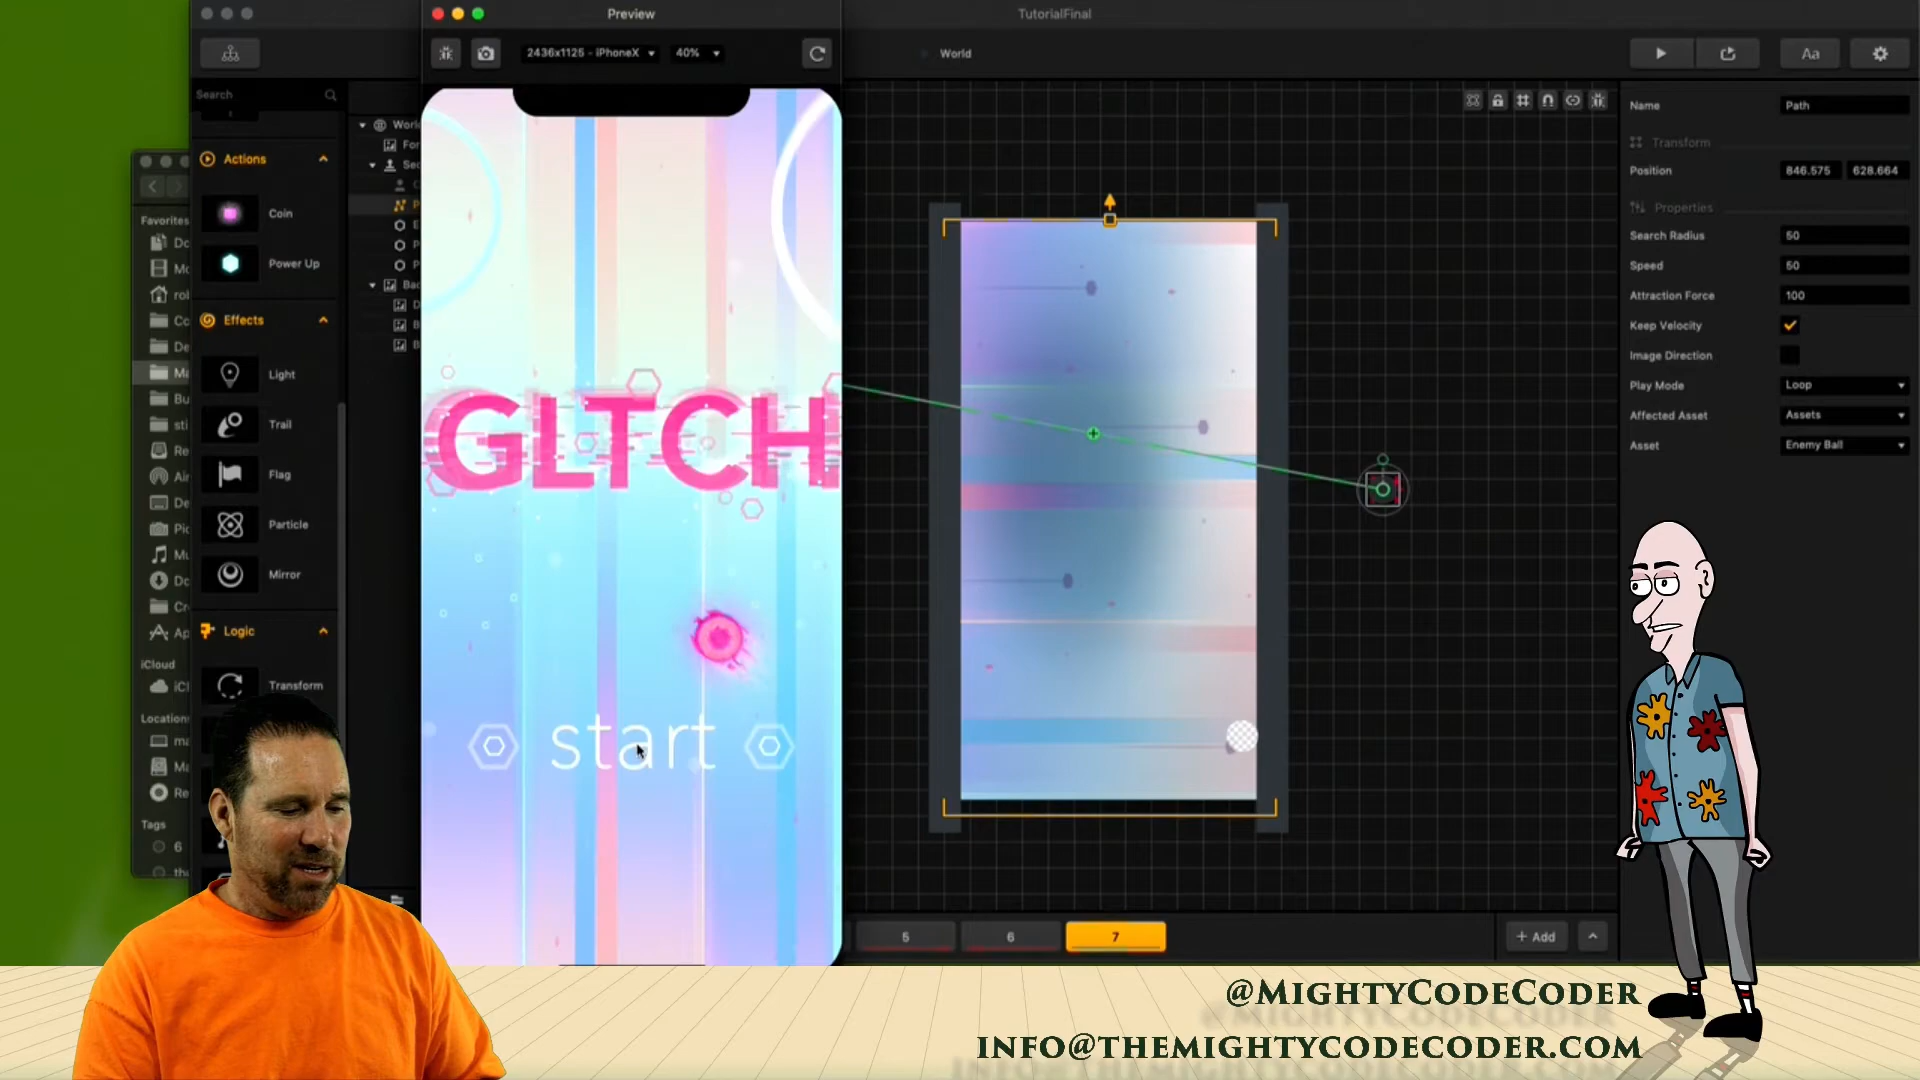 Preview
TutorialFinal
2436x1125 - iPhoneX
40%
World
Aa
Search
Name
Path
Transform
Position
846.575
628.664
Properties
Search Radius
50
Speed
50
Attraction Force
100
Keep Velocity
Image Direction
Play Mode
Loop
Affected Asset
Assets
Asset
Enemy Ball
Actions
Coin
Power Up
Effects
Light
Trail
Flag
Particle
Mirror
Logic
Transform
Favorites
iCloud
Locations
Tags
6
GLTCH
start
5
6
7
+ Add
@MightyCodeCoder
info@themightycodecoder.com